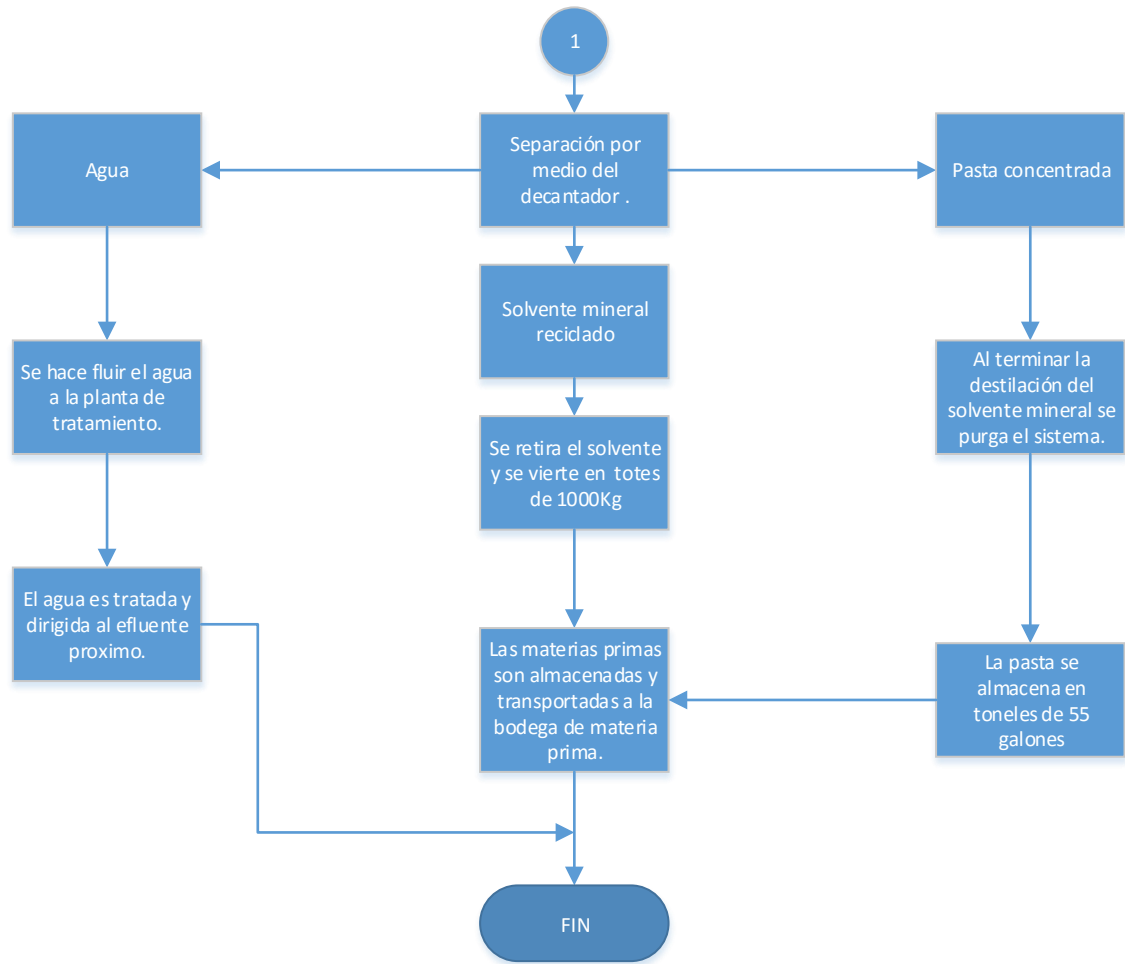 1
Agua
Separación por
medio del
decantador .
Pasta concentrada
Solvente mineral
reciclado
Se hace fluir el agua
a la planta de
tratamiento.
Al terminar la
destilación del
solvente mineral se
purga el sistema.
Se retira el solvente
y se vierte en totes
de 1000Kg
El agua es tratada y
dirigida al efluente
proximo.
Las materias primas
son almacenadas y
transportadas a la
bodega de materia
prima.
La pasta se
almacena en
toneles de 55
galones
FIN